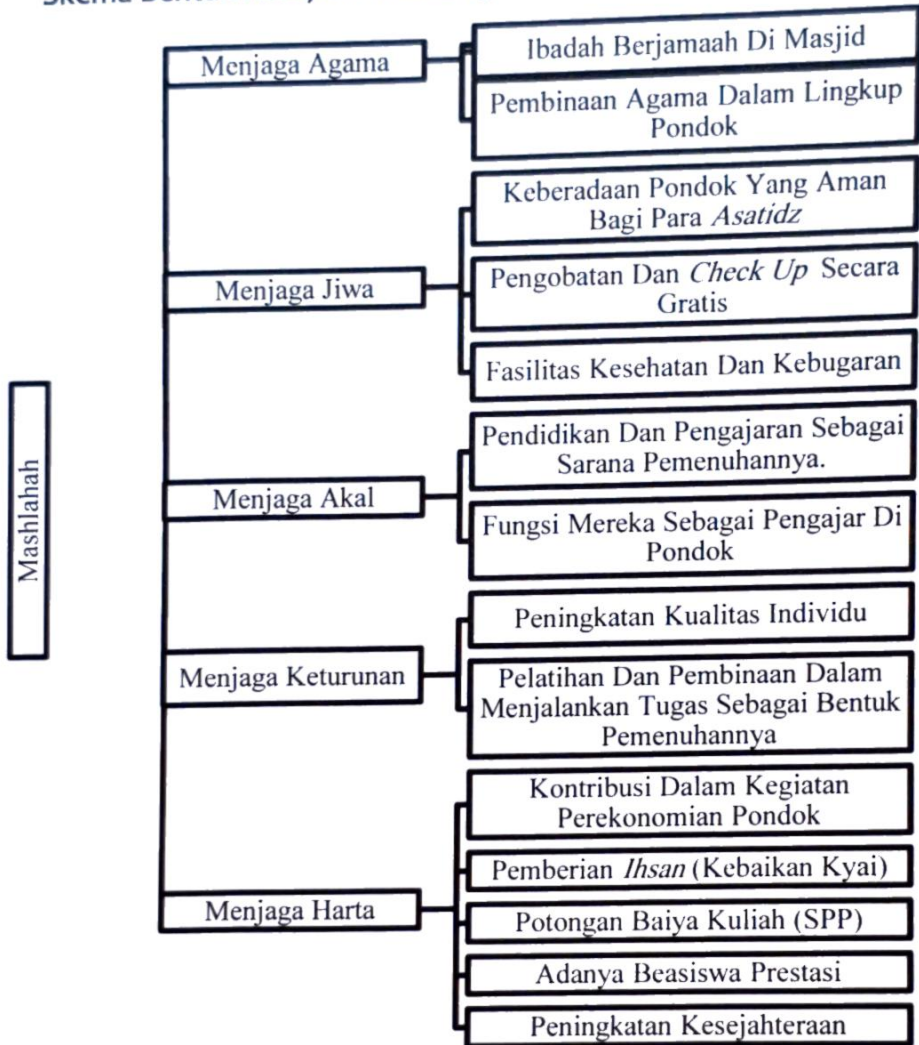 Mashlahah
Menjaga Agama
Ibadah Berjamaah Di Masjid
Pembinaan Agama Dalam Lingkup
Pondok
Menjaga Jiwa
Keberadaan Pondok Yang Aman
Bagi Para Asatidz
Pengobatan Dan Check Up Secara
Gratis
Fasilitas Kesehatan Dan Kebugaran
Menjaga Akal
Pendidikan Dan Pengajaran Sebagai
Sarana Pemenuhannya.
Fungsi Mereka Sebagai Pengajar Di
Pondok
Menjaga Keturunan
Peningkatan Kualitas Individu
Pelatihan Dan Pembinaan Dalam
Menjalankan Tugas Sebagai Bentuk
Pemenuhannya
Menjaga Harta
Kontribusi Dalam Kegiatan
Perekonomian Pondok
Pemberian Ihsan (Kebaikan Kyai)
Potongan Baiya Kuliah (SPP)
Adanya Beasiswa Prestasi
Peningkatan Kesejahteraan